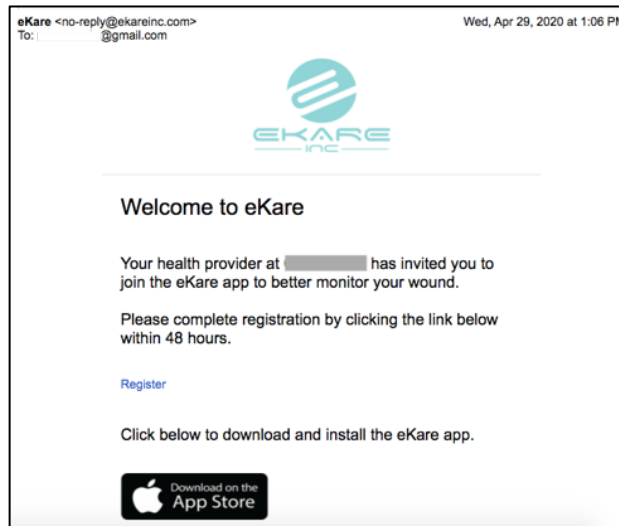 eKare <no-reply@ekareinc.com>
Wed, Apr 29, 2020 at 1:06 PM
To: @gmail.com
EKARE
INC
Welcome to eKare
Your health provider at has invited you to
join the eKare app to better monitor your wound.
Please complete registration by clicking the link below
within 48 hours.
Register
Click below to download and install the eKare app.
Download on the
App Store